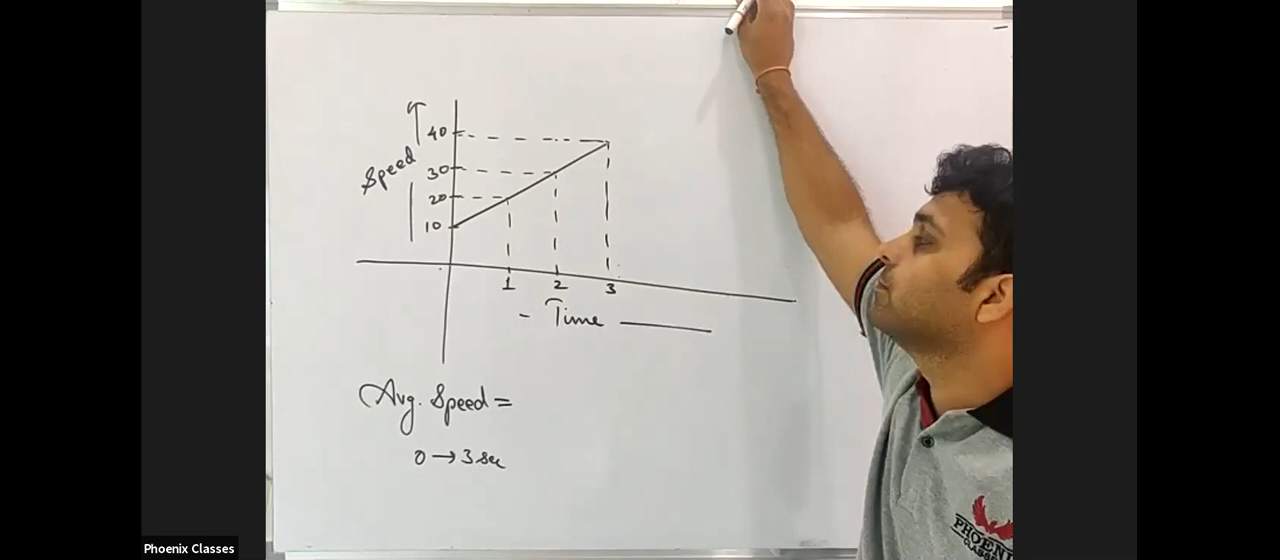 40
Speed
30
20
10
1 2 3
- Time
Avg. Speed =
0 → 3 sec
PHOENIX
Phoenix Classes